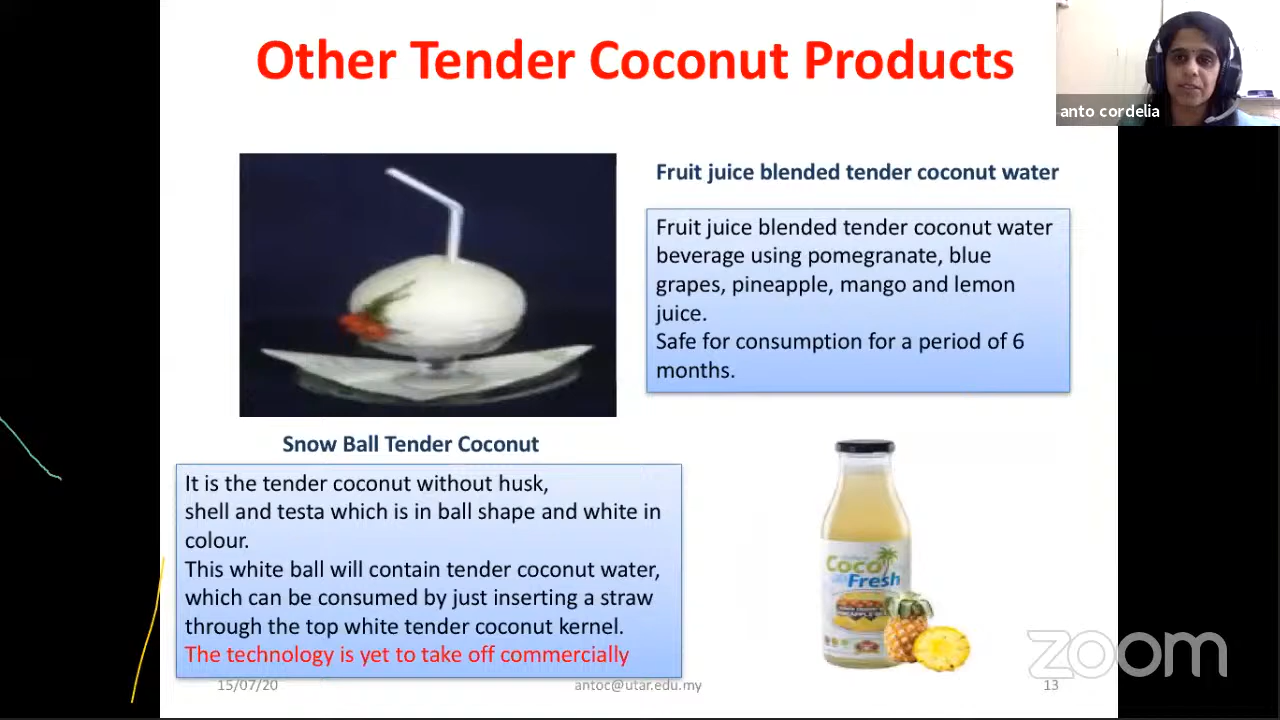 Other Tender Coconut Products
anto cordelia
Fruit juice blended tender coconut water
Fruit juice blended tender coconut water
beverage using pomegranate, blue
grapes, pineapple, mango and lemon
juice.
Safe for consumption for a period of 6
months.
Snow Ball Tender Coconut
It is the tender coconut without husk,
shell and testa which is in ball shape and white in
colour.
This white ball will contain tender coconut water,
which can be consumed by just inserting a straw
through the top white tender coconut kernel.
The technology is yet to take off commercially
Coco
Fresh
15/07/20
antoc@utar.edu.my
13
zoom